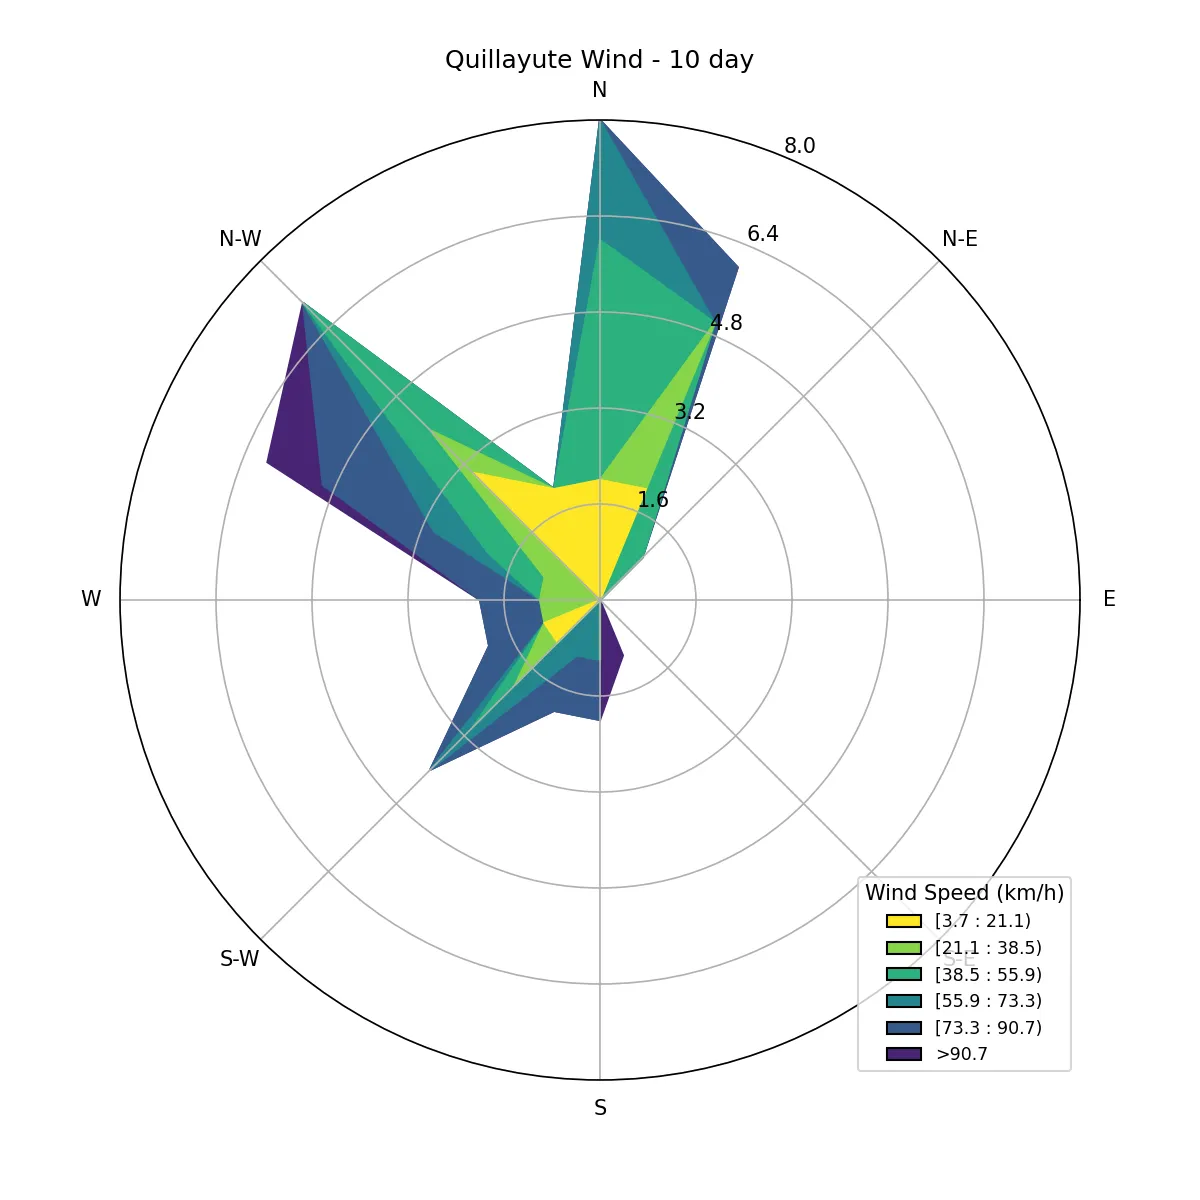 Quillayute Wind - 10 day
N
8.0
N-W
6.4
N-E
4.8
3.2
1.6
W
E
S-W
S-E
S
Wind Speed (km/h)
[3.7 : 21.1)
[21.1 : 38.5)
[38.5 : 55.9)
[55.9 : 73.3)
[73.3 : 90.7)
>90.7